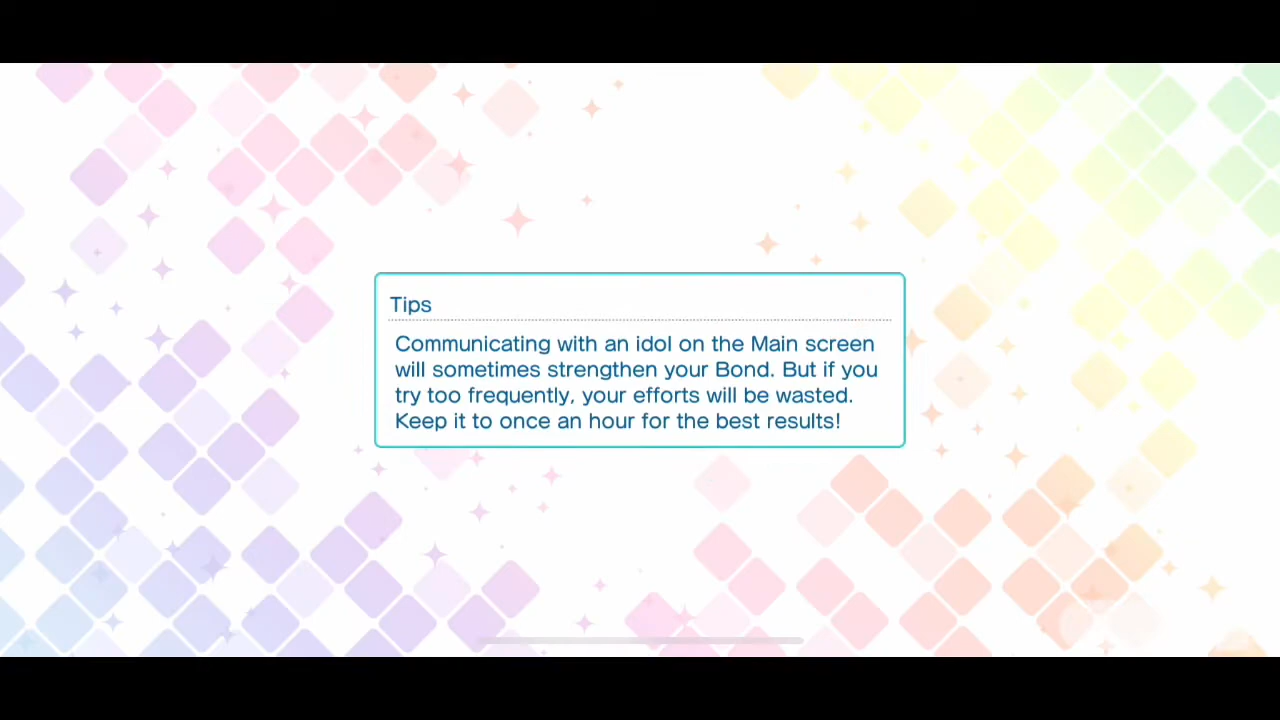 Tips
Communicating with an idol on the Main screen
will sometimes strengthen your Bond. But if you
try too frequently, your efforts will be wasted.
Keep it to once an hour for the best results!